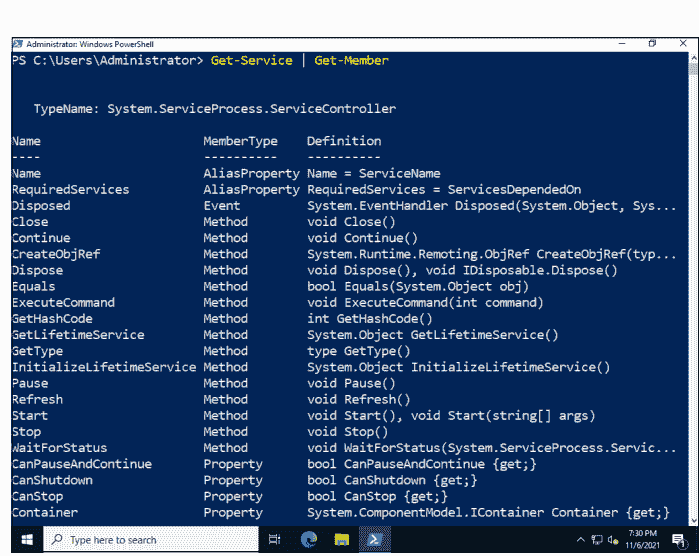 Administrator: Windows PowerShell
PS C:\Users\Administrator> Get-Service | Get-Member
TypeName: System.ServiceProcess.ServiceController
Name MemberType Definition
---- ---------- ----------
Name AliasProperty Name = ServiceName
RequiredServices AliasProperty RequiredServices = ServicesDependedOn
Disposed Event System.EventHandler Disposed(System.Object, Sys...
Close Method void Close()
Continue Method void Continue()
CreateObjRef Method System.Runtime.Remoting.ObjRef CreateObjRef(typ...
Dispose Method void Dispose(), void IDisposable.Dispose()
Equals Method bool Equals(System.Object obj)
ExecuteCommand Method void ExecuteCommand(int command)
GetHashCode Method int GetHashCode()
GetLifetimeService Method System.Object GetLifetimeService()
GetType Method type GetType()
InitializeLifetimeService Method System.Object InitializeLifetimeService()
Pause Method void Pause()
Refresh Method void Refresh()
Start Method void Start(), void Start(string[] args)
Stop Method void Stop()
WaitForStatus Method void WaitForStatus(System.ServiceProcess.Servic...
CanPauseAndContinue Property bool CanPauseAndContinue {get;}
CanShutdown Property bool CanShutdown {get;}
CanStop Property bool CanStop {get;}
Container Property System.ComponentModel.IContainer Container {get;}
Type here to search
7:30 PM
11/6/2021